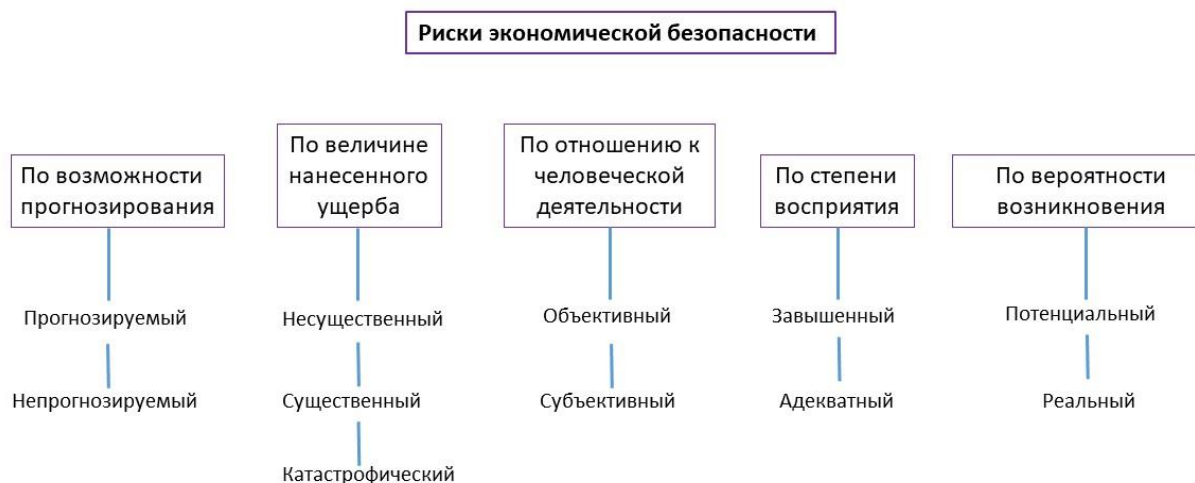 Риски экономической безопасности
По возможности
прогнозирования
По величине
нанесенного
ущерба
По отношению к
человеческой
деятельности
По степени
восприятия
По вероятности
возникновения
Прогнозируемый
Несущественный
Объективный
Завышенный
Потенциальный
Непрогнозируемый
Существенный
Субъективный
Адекватный
Реальный
Катастрофический